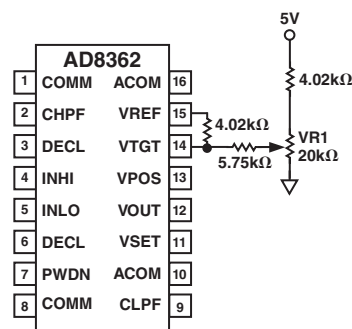 5V
AD8362
1 COMM ACOM 16
4.02kΩ
2 CHPF VREF 15
4.02kΩ
VR1
3 DECL VTGT 14
20kΩ
5.75kΩ
4 INHI VPOS 13
5 INLO VOUT 12
6 DECL VSET 11
7 PWDN ACOM 10
8 COMM CLPF 9